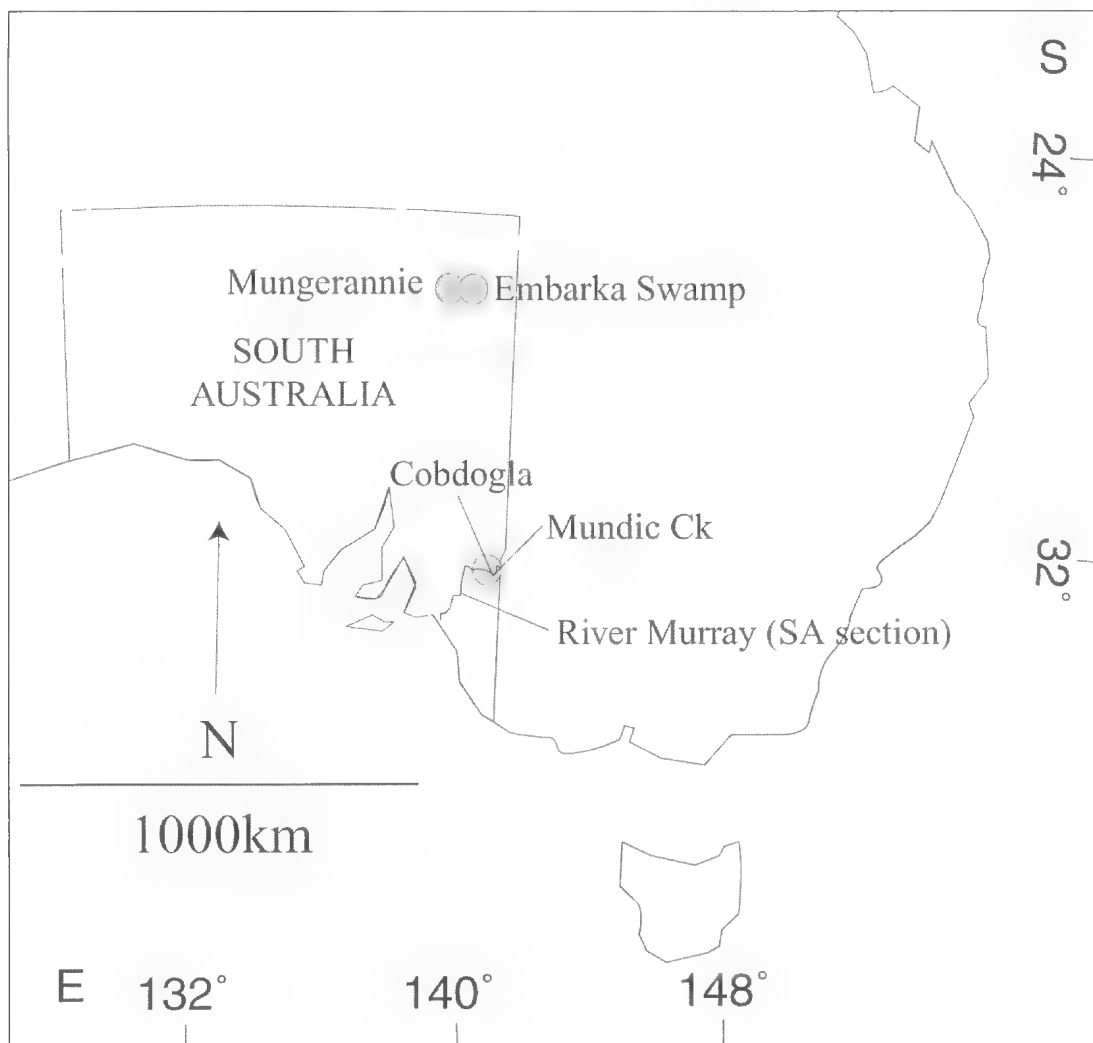 S
24°
Mungerannie
Embarka Swamp
SOUTH
AUSTRALIA
Cobdogla
Mundic Ck
32°
River Murray (SA section)
N
1000km
E
132°
140°
148°